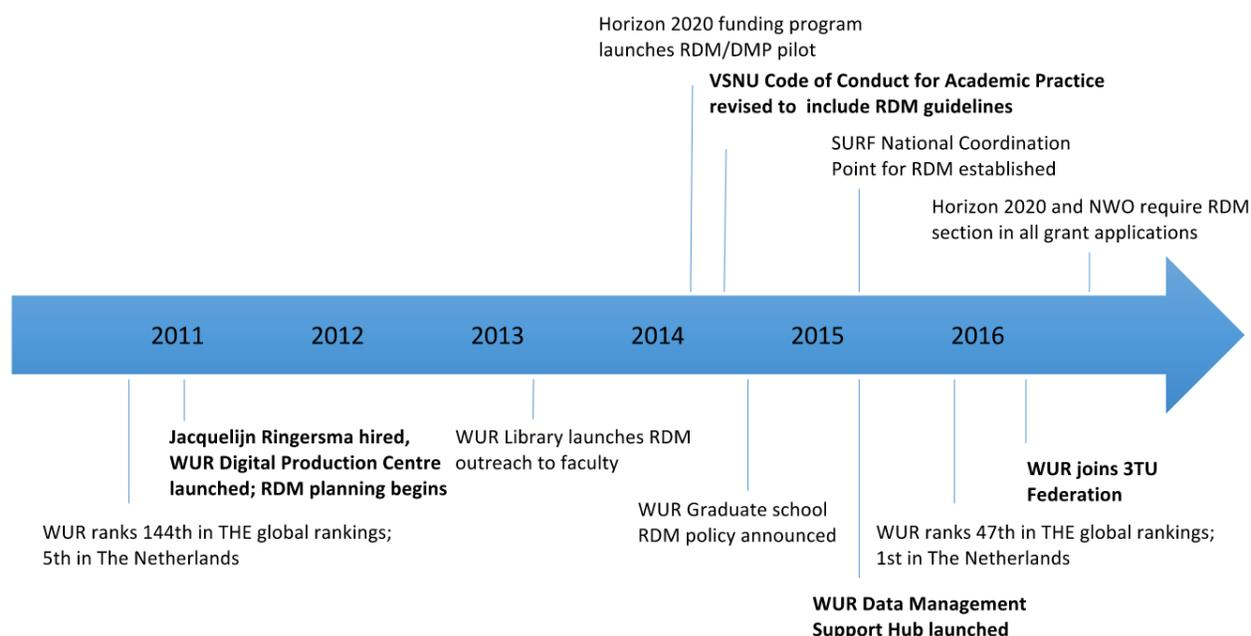 Horizon 2020 funding program
launches RDM/DMP pilot
VSNU Code of Conduct for Academic Practice
revised to include RDM guidelines
SURF National Coordination
Point for RDM established
Horizon 2020 and NWO require RDM
section in all grant applications
2011 2012 2013 2014 2015 2016
Jacquelijn Ringersma hired,
WUR Digital Production Centre
launched; RDM planning begins
WUR Library launches RDM
outreach to faculty
WUR joins 3TU
Federation
WUR Graduate school
RDM policy announced
WUR ranks 144th in THE global rankings;
5th in The Netherlands
WUR ranks 47th in THE global rankings;
1st in The Netherlands
WUR Data Management
Support Hub launched